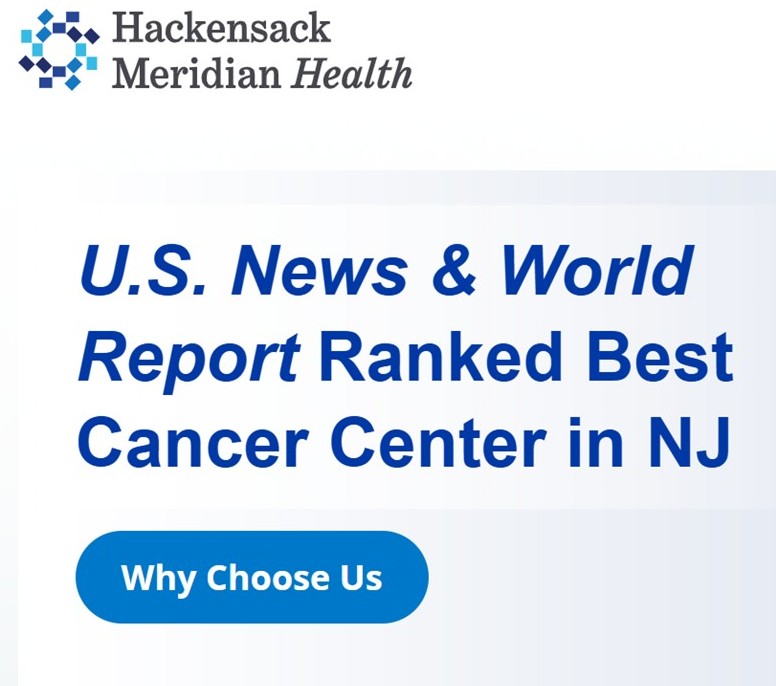 Hackensack
Meridian Health
U.S. News & World
Report Ranked Best
Cancer Center in NJ
Why Choose Us